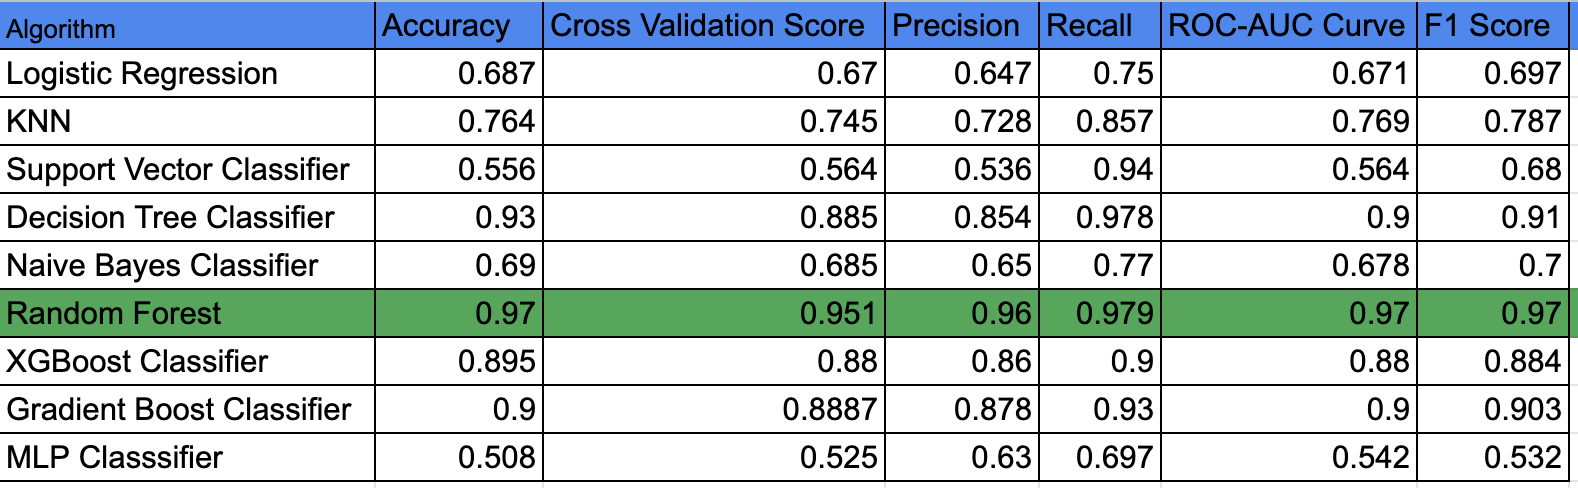 Algorithm Accuracy Cross Validation Score Precision Recall ROC-AUC Curve F1 Score
Logistic Regression 0.687 0.67 0.647 0.75 0.671 0.697
KNN 0.764 0.745 0.728 0.857 0.769 0.787
Support Vector Classifier 0.556 0.564 0.536 0.94 0.564 0.68
Decision Tree Classifier 0.93 0.885 0.854 0.978 0.9 0.91
Naive Bayes Classifier 0.69 0.685 0.65 0.77 0.678 0.7
Random Forest 0.97 0.951 0.96 0.979 0.97 0.97
XGBoost Classifier 0.895 0.88 0.86 0.9 0.88 0.884
Gradient Boost Classifier 0.9 0.8887 0.878 0.93 0.9 0.903
MLP Classsifier 0.508 0.525 0.63 0.697 0.542 0.532